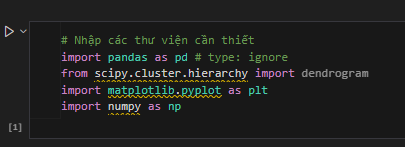 # Nhập các thư viện cần thiết
import pandas as pd # type: ignore
from scipy.cluster.hierarchy import dendrogram
import matplotlib.pyplot as plt
import numpy as np
[1]